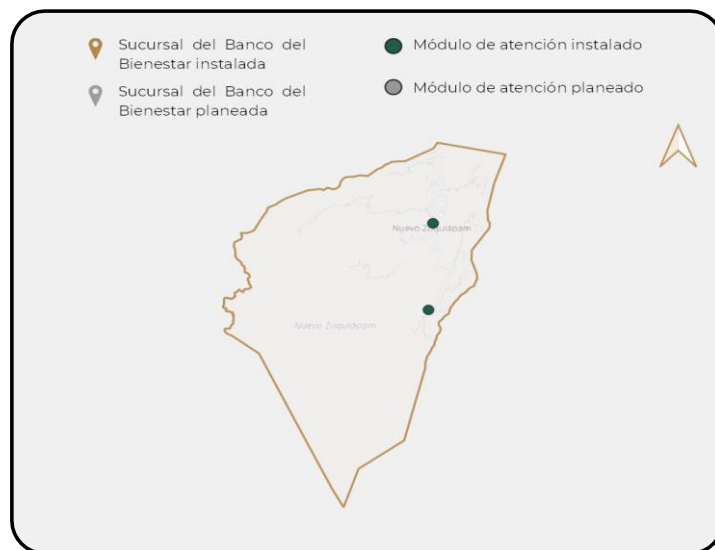 Sucursal del Banco del
Bienestar instalada
Sucursal del Banco del
Bienestar planeada
Módulo de atención instalado
Módulo de atención planeado
Nuevo Zoquiápam
Nuevo Zoquiápam